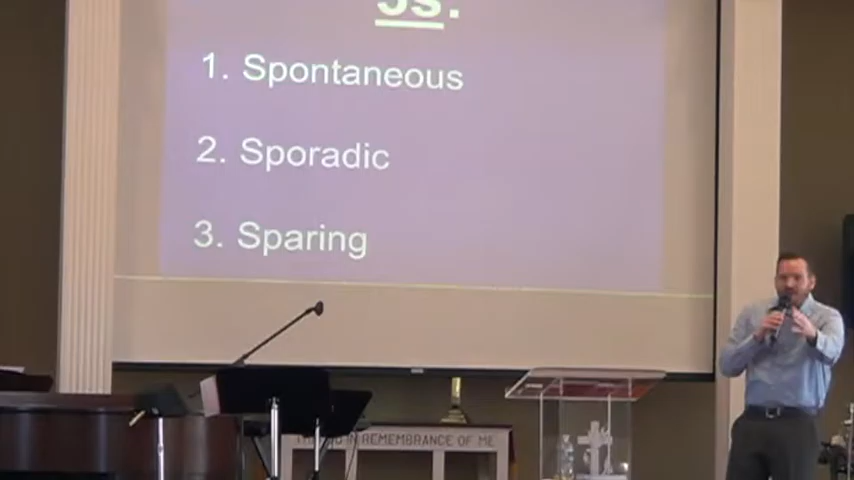 1. Spontaneous
2. Sporadic
3. Sparing
IN REMEMBRANCE OF ME